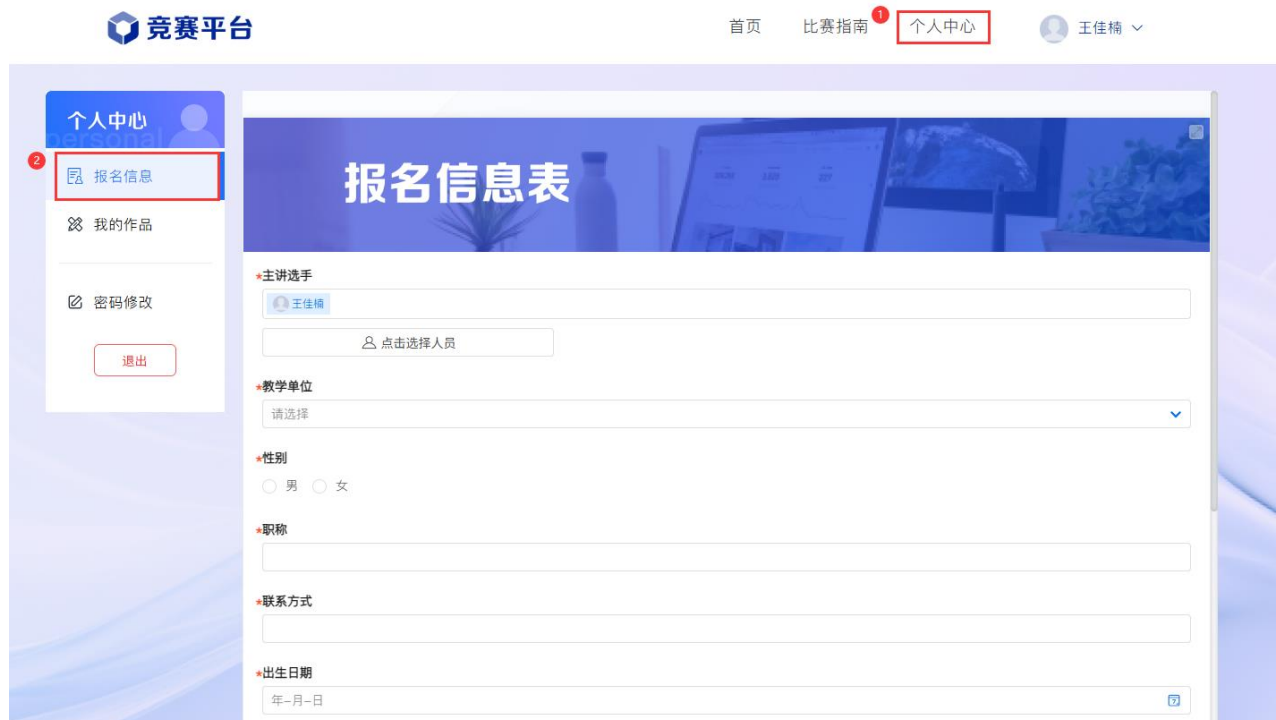 竞赛平台
首页 比赛指南 1 个人中心 王佳楠
个人中心
personal
2
报名信息
我的作品
密码修改
退出
报名信息表
*主讲选手
王佳楠
点击选择人员
*教学单位
请选择
*性别
男 女
*职称
*联系方式
*出生日期
年-月-日